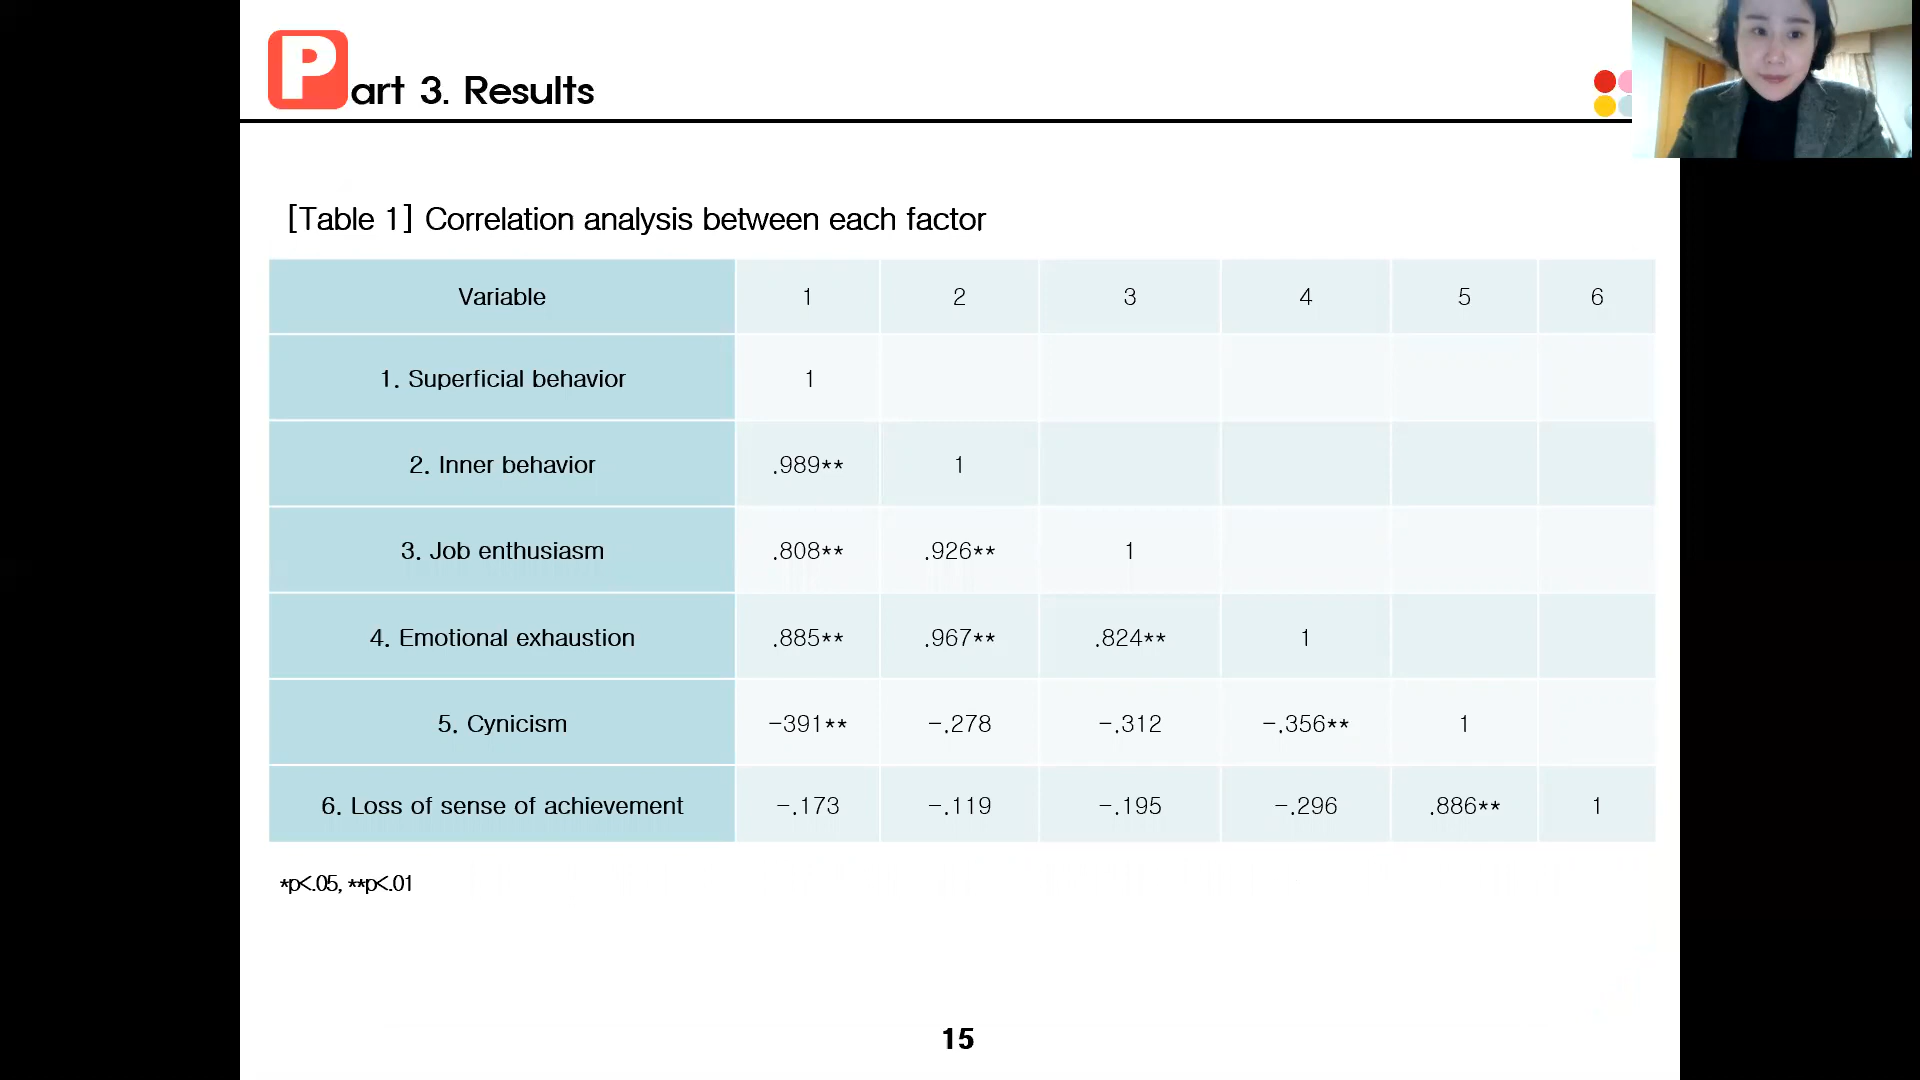 Part 3. Results
[Table 1] Correlation analysis between each factor
Variable 1 2 3 4 5 6
1. Superficial behavior 1
2. Inner behavior .989** 1
3. Job enthusiasm .808** .926** 1
4. Emotional exhaustion .885** .967** .824** 1
5. Cynicism -391** -.278 -.312 -.356** 1
6. Loss of sense of achievement -.173 -.119 -.195 -.296 .886** 1
*p<.05, **p<.01
15